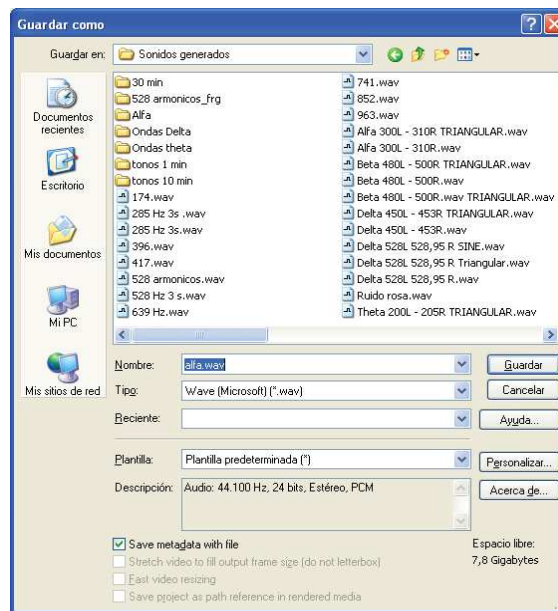 Guardar como
Guardar en: Sonidos generados
Documentos recientes
Escritorio
Mis documentos
Mi PC
Mis sitios de red
30 min
528 armonicos_frg
Alfa
Ondas Delta
Ondas theta
tonos 1 min
tonos 10 min
174.wav
285 Hz 3s .wav
285 Hz 3s.wav
396.wav
417.wav
528 armonicos.wav
528 Hz 3 s.wav
639 Hz.wav
741.wav
852.wav
963.wav
Alfa 300L - 310R TRIANGULAR.wav
Alfa 300L - 310R.wav
Beta 480L - 500R TRIANGULAR.wav
Beta 480L - 500R.wav
Beta 480L - 500R.wav TRIANGULAR.wav
Delta 450L - 453R TRIANGULAR.wav
Delta 450L - 453R.wav
Delta 528L 528,95 R SINE.wav
Delta 528L 528,95 R Triangular.wav
Delta 528L 528,95 R.wav
Ruido rosa.wav
Theta 200L - 205R TRIANGULAR.wav
Nombre: alfa.wav Guardar
Tipo: Wave (Microsoft) (*.wav) Cancelar
Reciente: Ayuda...
Plantilla: Plantilla predeterminada (*) Personalizar...
Descripción: Audio: 44.100 Hz, 24 bits, Estéreo, PCM Acerca de...
Save metadata with file
Stretch video to fill output frame size (do not letterbox)
Fast video resizing
Save project as path reference in rendered media
Espacio libre:
7,8 Gigabytes